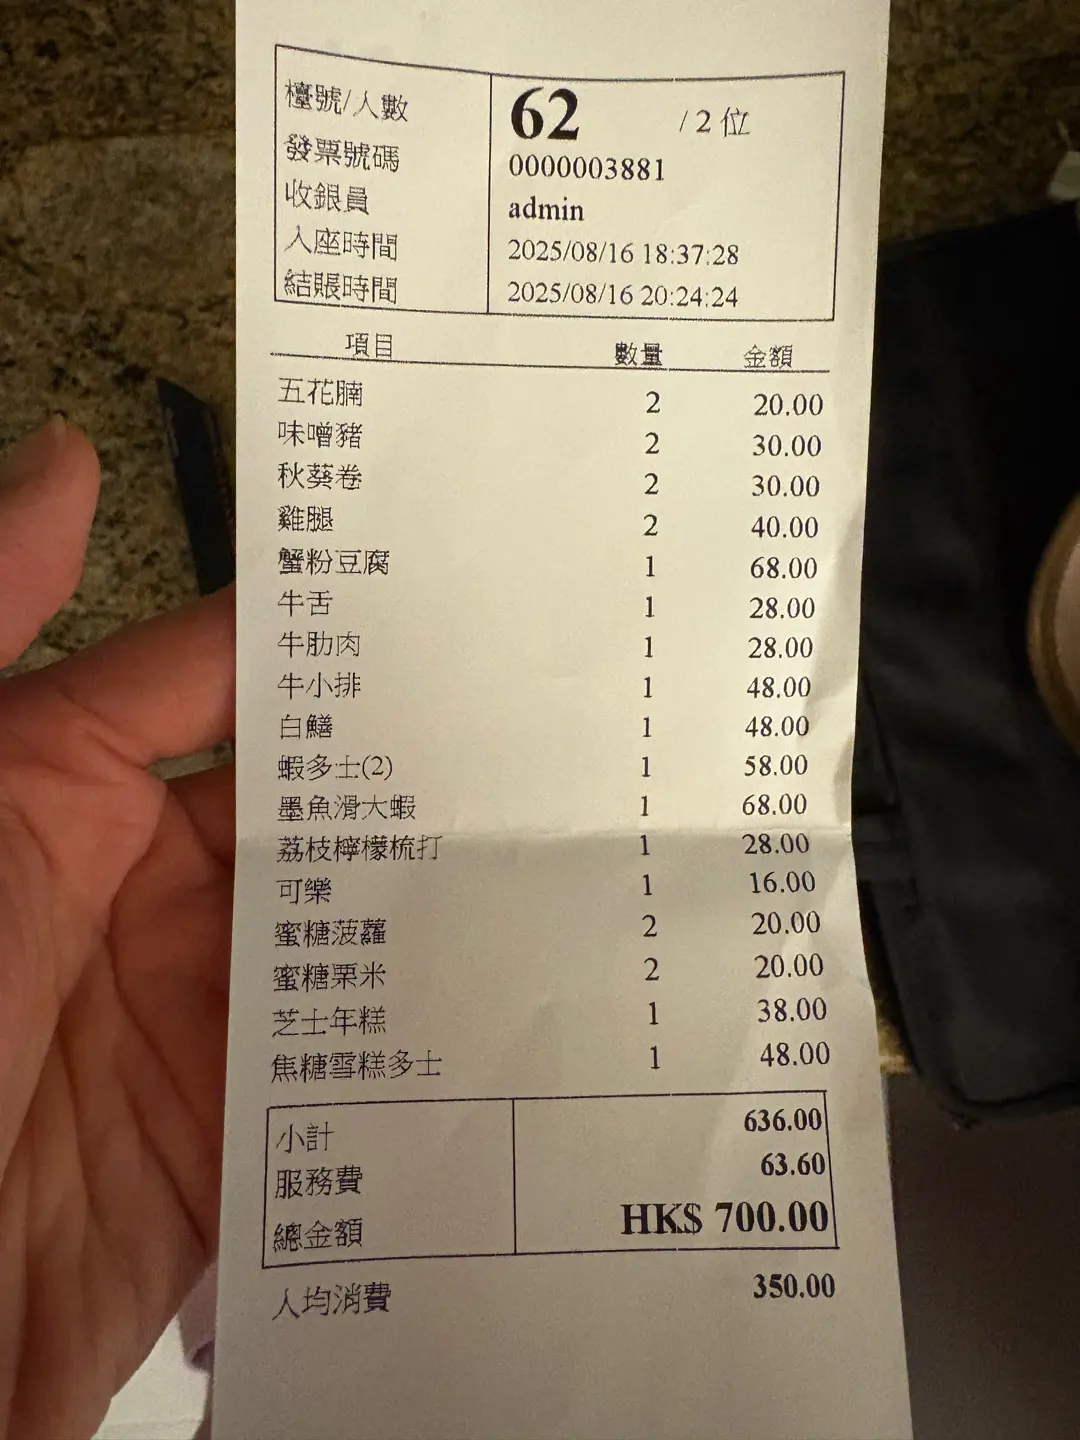 檯號/人數 62 / 2 位
發票號碼 0000003881
收銀員 admin
入座時間 2025/08/16 18:37:28
結賬時間 2025/08/16 20:24:24
項目 數量 金額
五花腩 2 20.00
味噌豬 2 30.00
秋葵卷 2 30.00
雞腿 2 40.00
蟹粉豆腐 1 68.00
牛舌 1 28.00
牛肋肉 1 28.00
牛小排 1 48.00
白鱔 1 48.00
蝦多士(2) 1 58.00
墨魚滑大蝦 1 68.00
荔枝檸檬梳打 1 28.00
可樂 1 16.00
蜜糖菠蘿 2 20.00
蜜糖粟米 2 20.00
芝士年糕 1 38.00
焦糖雪糕多士 1 48.00
小計 636.00
服務費 63.60
總金額 HK$ 700.00
人均消費 350.00